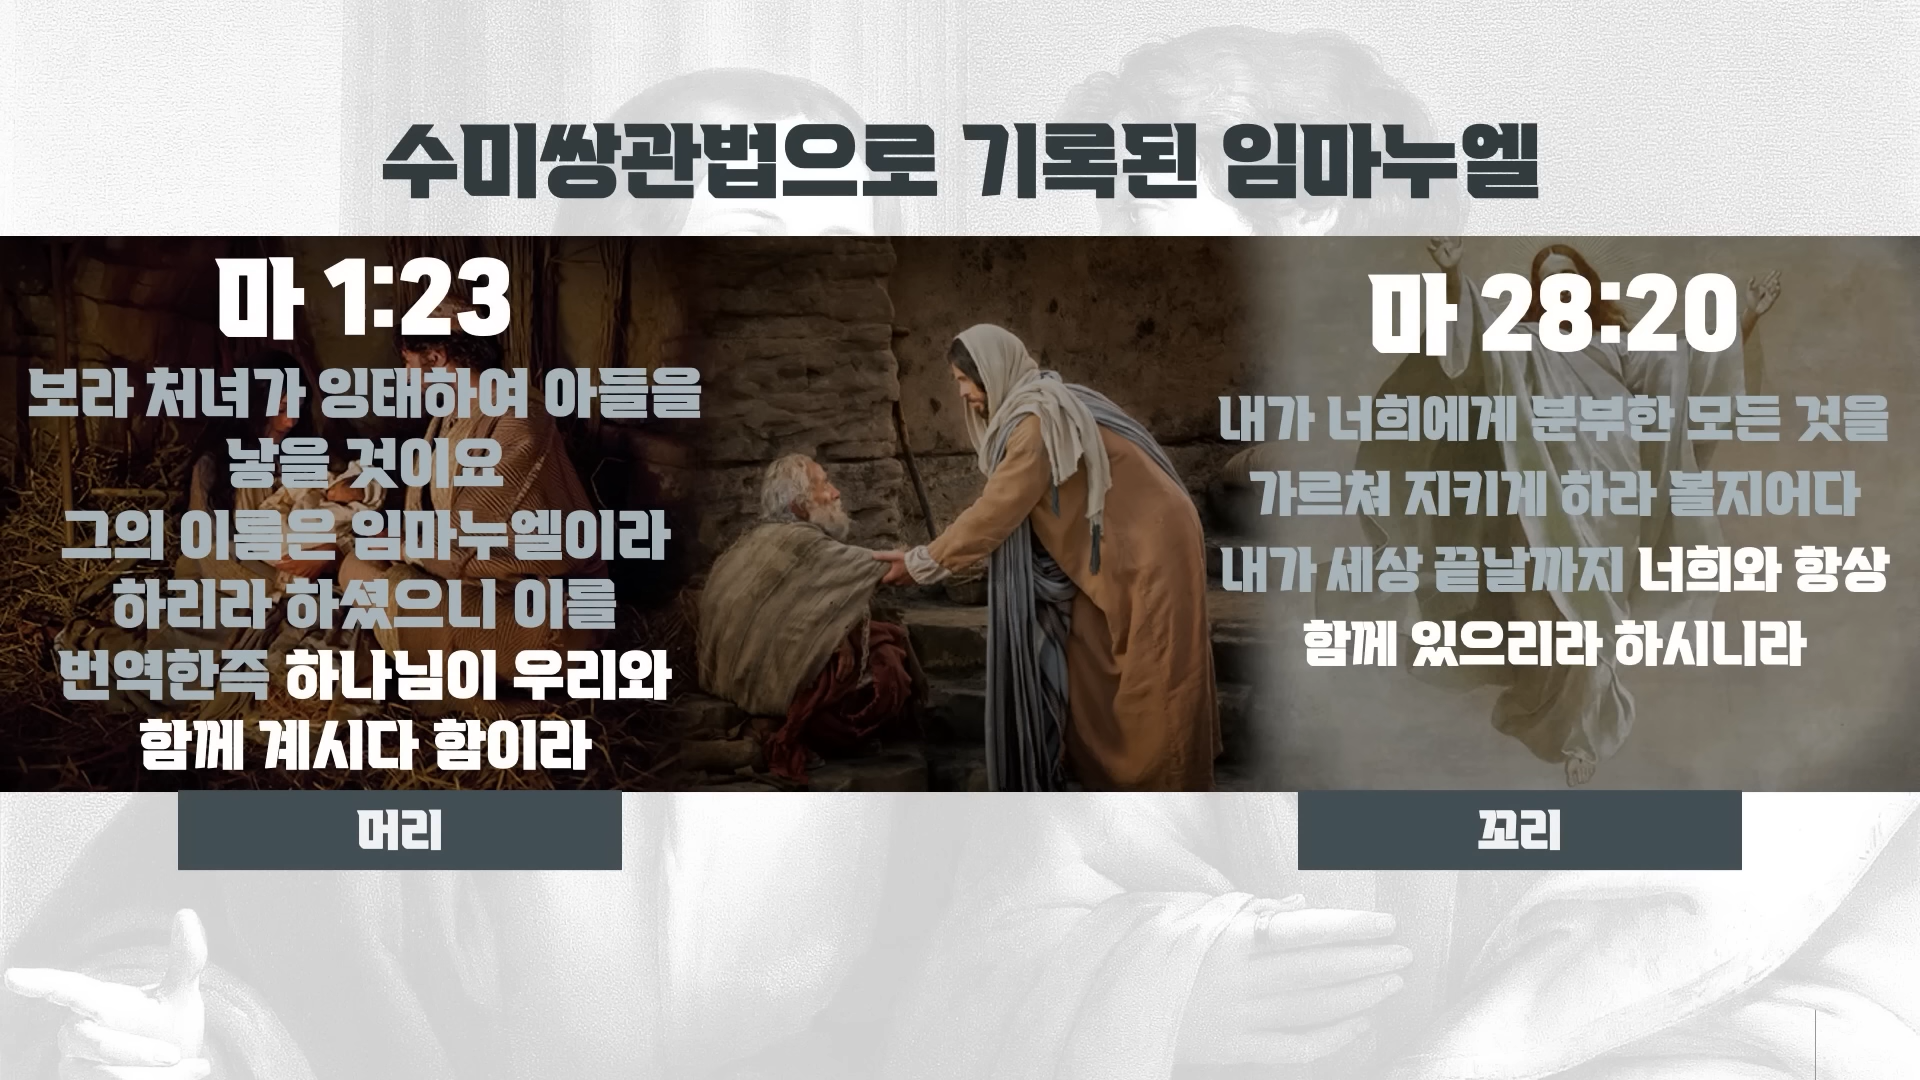 수미쌍관법으로 기록된 임마누엘
마 1:23
보라 처녀가 잉태하여 아들을
낳을 것이요
그의 이름은 임마누엘이라
하리라 하셨으니 이를
번역한즉 하나님이 우리와
함께 계시다 함이라
머리
마 28:20
내가 너희에게 분부한 모든 것을
가르쳐 지키게 하라 볼지어다
내가 세상 끝날까지 너희와 항상
함께 있으리라 하시니라
꼬리